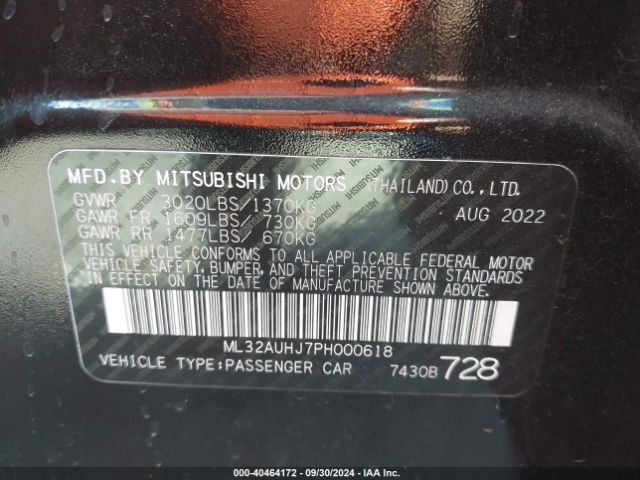 MFD.BY MITSUBISHI MOTORS (THAILAND) CO., LTD.
GVWR 3020LBS/1370KG
GAWR FR 1609LBS/ 730KG AUG 2022
GAWR RR 1477LBS/ 670KG
THIS VEHICLE CONFORMS TO ALL APPLICABLE FEDERAL MOTOR
VEHICLE SAFETY, BUMPER, AND THEFT PREVENTION STANDARDS
IN EFFECT ON THE DATE OF MANUFACTURE SHOWN ABOVE.
ML32AUHJ7PH000618
VEHICLE TYPE:PASSENGER CAR 7430B 728
000-40464172 - 09/30/2024 - IAA Inc.